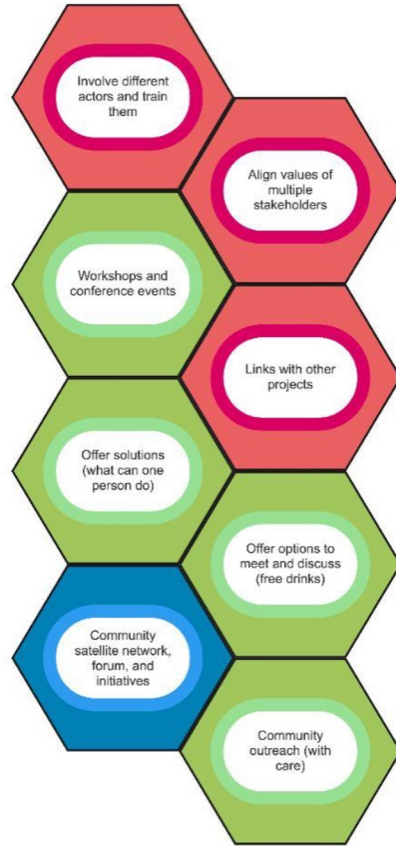 Involve different
actors and train
them
Align values of
multiple
stakeholders
Workshops and
conference events
Links with other
projects
Offer solutions
(what can one
person do)
Offer options to
meet and discuss
(free drinks)
Community
satellite network,
forum, and
initiatives
Community
outreach (with
care)